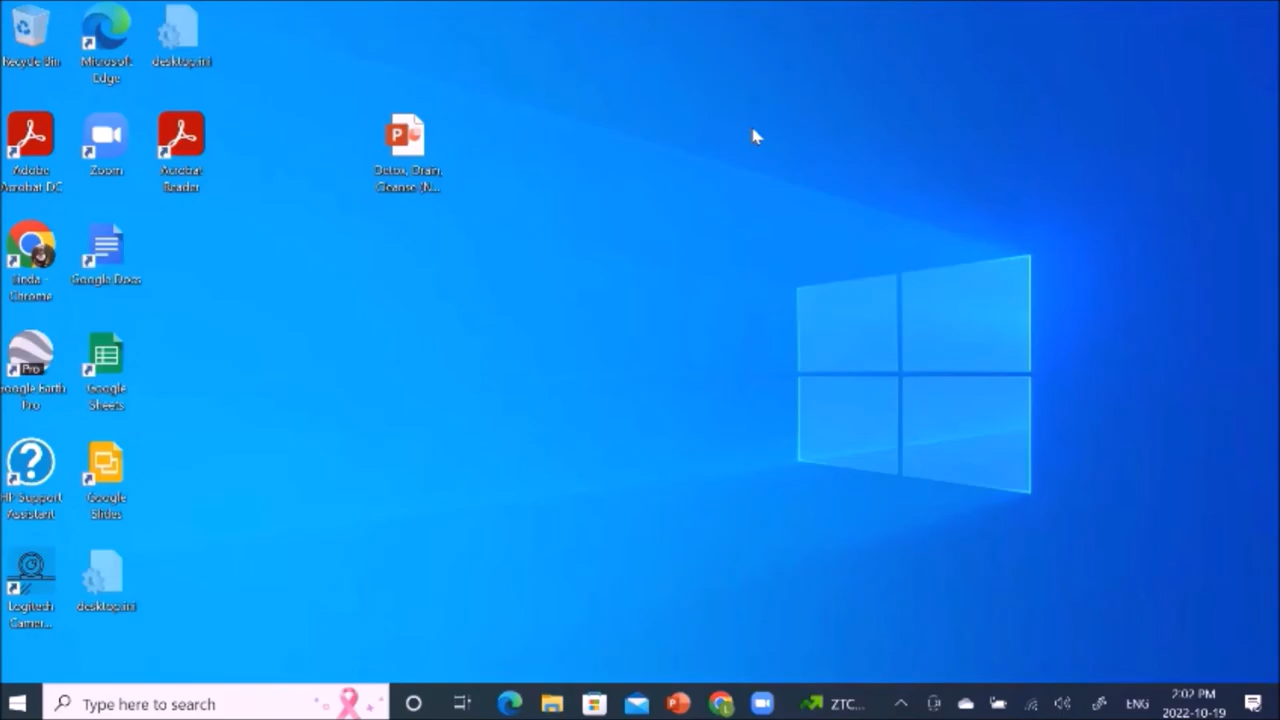 Recycle Bin
Microsoft
Edge
desktop.ini
Adobe
Acrobat DC
Zoom
Acrobat
Reader
Detox, Drain,
Cleanse (N...
Linda -
Chrome
Google Docs
Pro
Google Earth
Pro
Google
Sheets
HP Support
Assistant
Google
Slides
Logitech
Camer...
desktop.ini
Type here to search
ZTC...
ENG
2:02 PM
2022-10-19